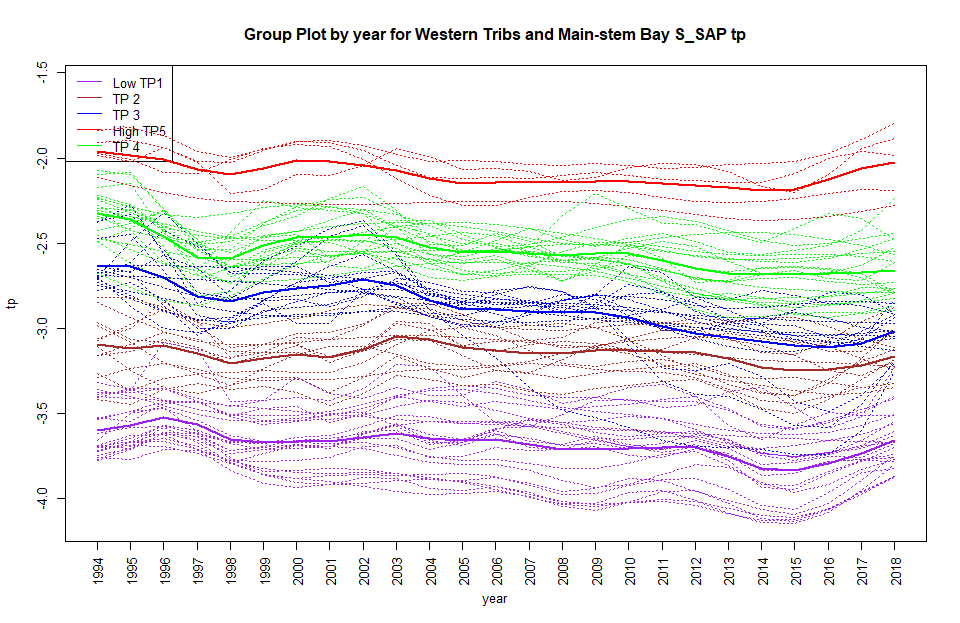 Group Plot by year for Western Tribs and Main-stem Bay S_SAP tp
Low TP1
TP 2
TP 3
High TP5
TP 4
tp
-1.5
-2.0
-2.5
-3.0
-3.5
-4.0
1994 1995 1996 1997 1998 1999 2000 2001 2002 2003 2004 2005 2006 2007 2008 2009 2010 2011 2012 2013 2014 2015 2016 2017 2018
year